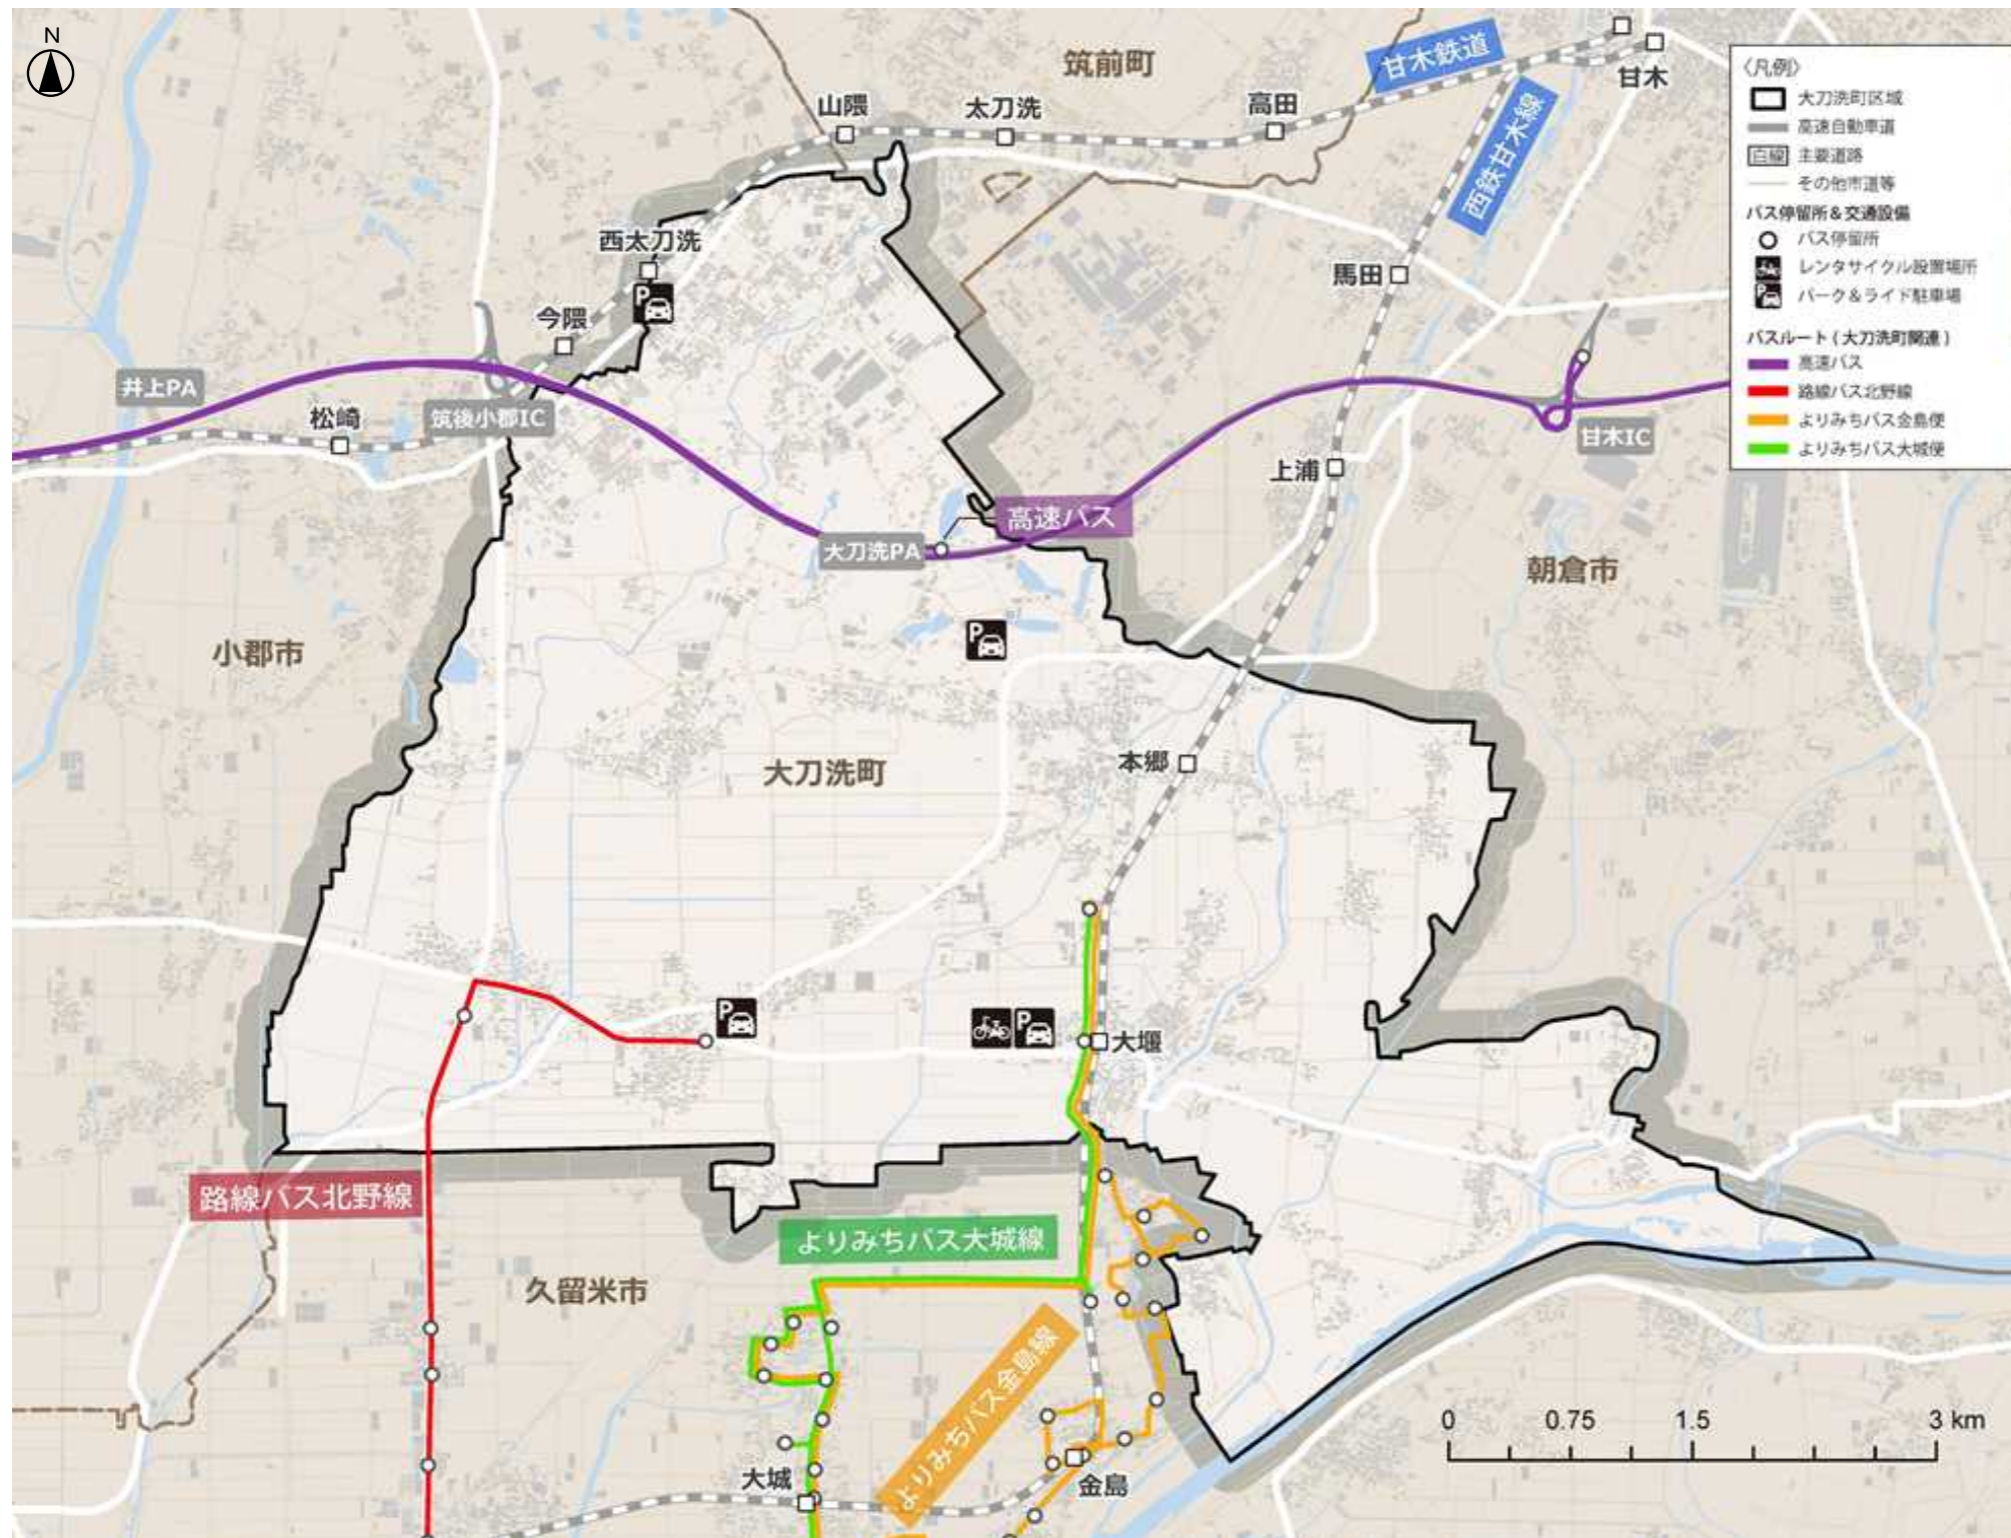 N
筑前町
甘木鉄道
甘木
山隈
太刀洗
高田
西鉄甘木線
西太刀洗
P
馬田
今隈
井上PA
松崎
筑後小郡IC
甘木IC
上浦
高速バス
大刀洗PA
朝倉市
P
小郡市
大刀洗町
本郷
P
P
大堰
路線バス北野線
よりみちバス大城線
久留米市
よりみちバス金島線
大城
金島
0 0.75 1.5 3 km
〈凡例〉
大刀洗町区域
高速自動車道
白線 主要道路
その他市道等
バス停留所＆交通設備
バス停留所
レンタサイクル設置場所
P パーク＆ライド駐車場
バスルート ( 大刀洗町関連 )
高速バス
路線バス北野線
よりみちバス金島便
よりみちバス大城便